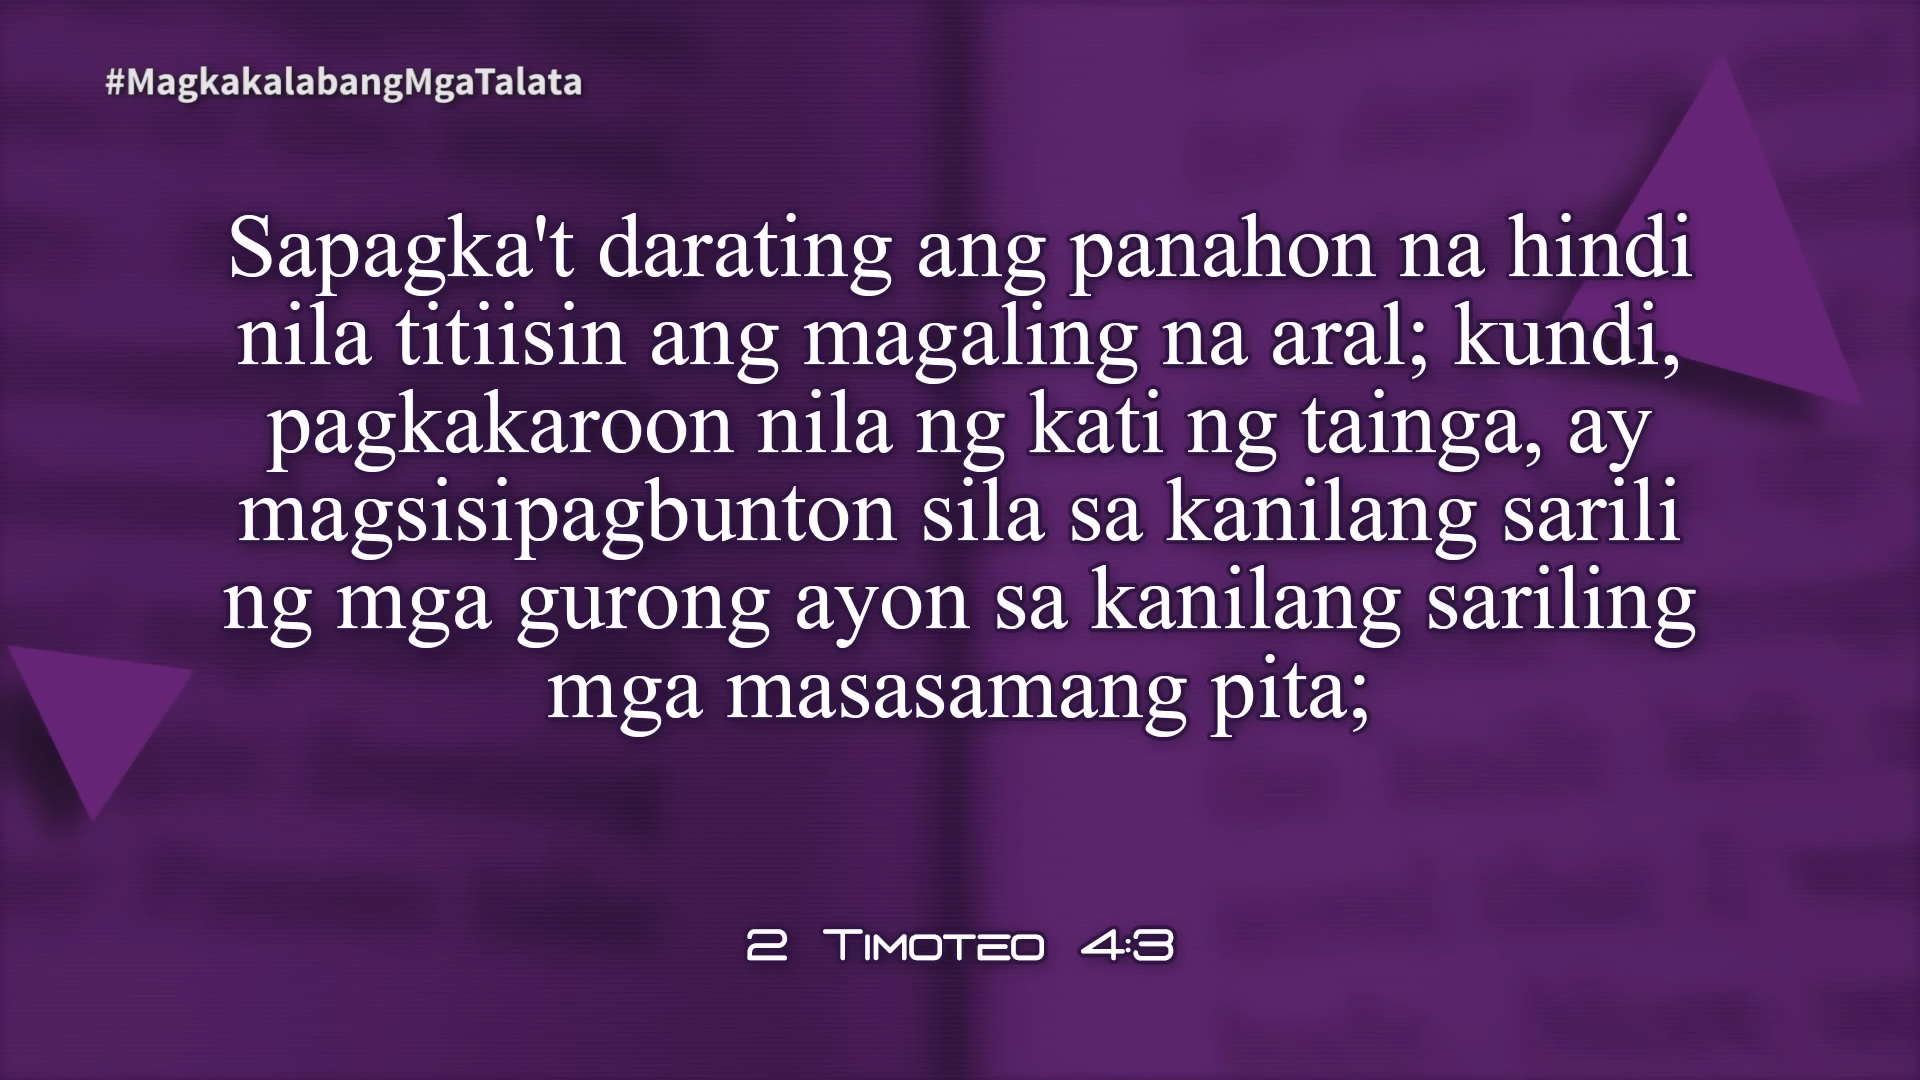 #MagkakalabangMgaTalata
Sapagka't darating ang panahon na hindi
nila titiisin ang magaling na aral; kundi,
pagkakaroon nila ng kati ng tainga, ay
magsisipagbunton sila sa kanilang sarili
ng mga gurong ayon sa kanilang sariling
mga masasamang pita;
2 Timoteo 4:3